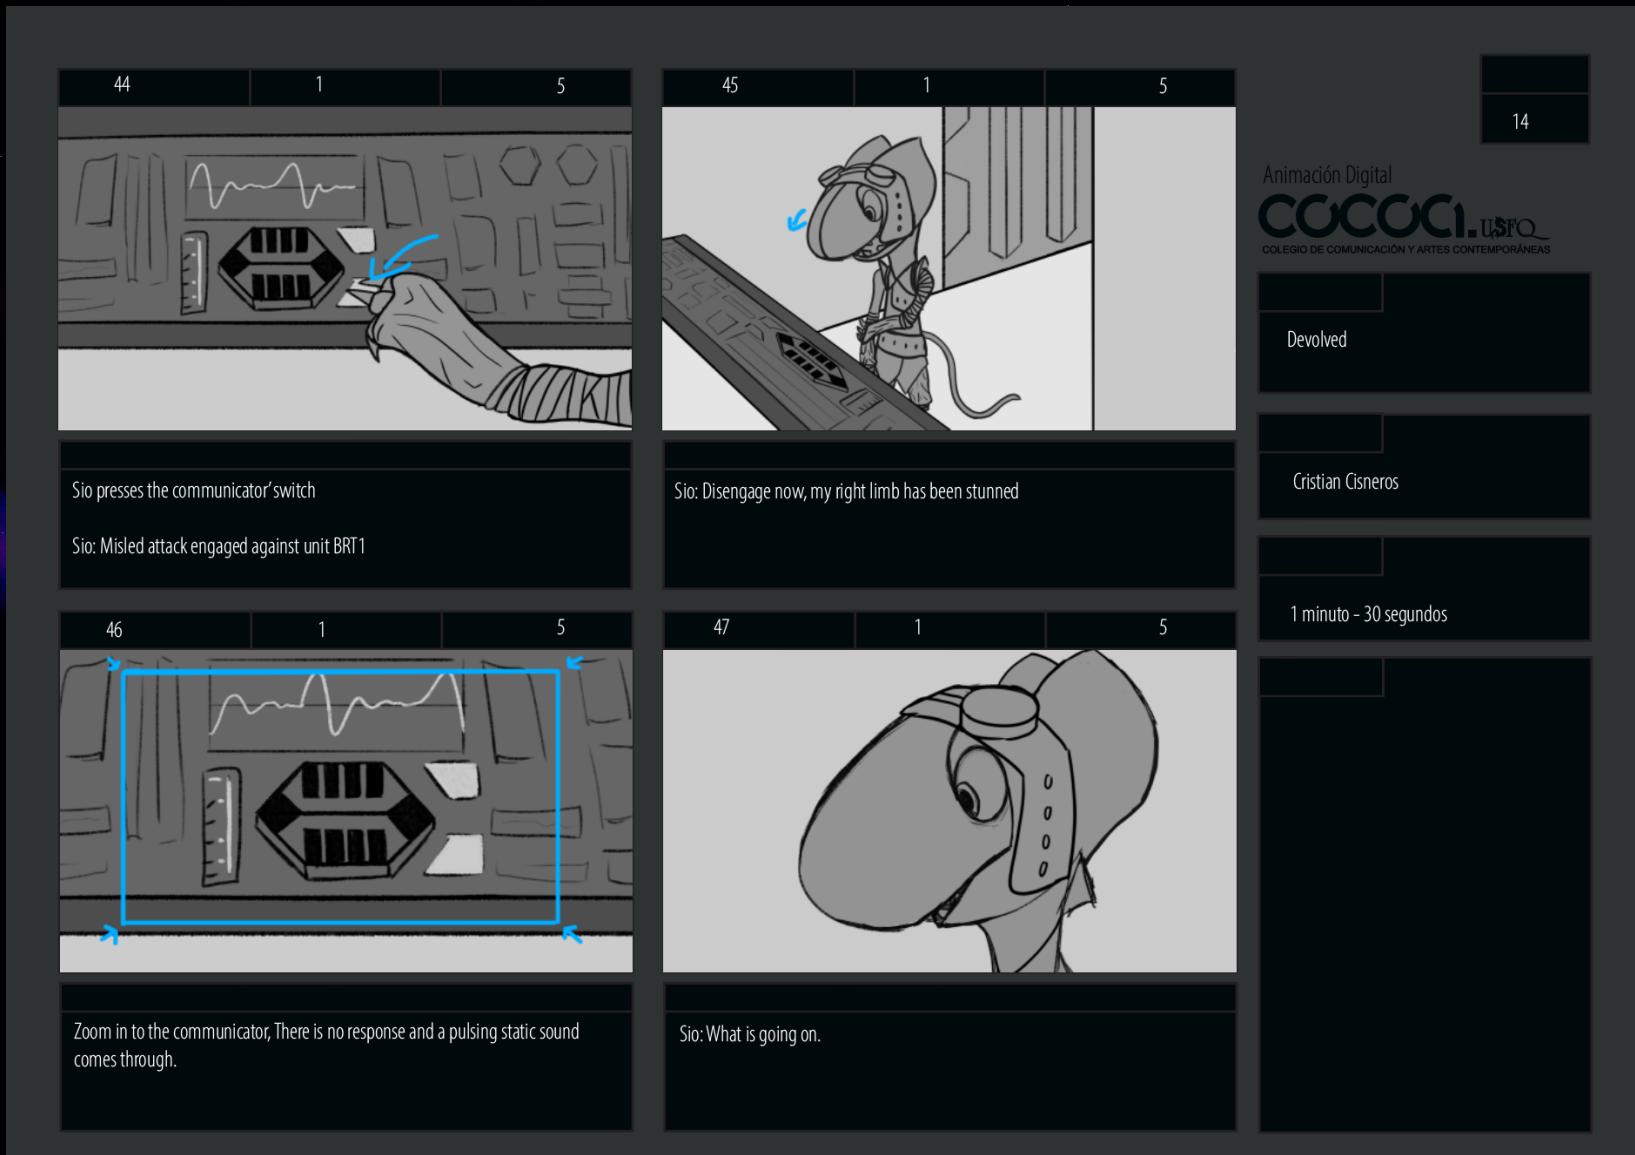 44 1 5
45 1 5
14
Animación Digital
COCOCI. USFQ
COLEGIO DE COMUNICACIÓN Y ARTES CONTEMPORÁNEAS
Devolved
Cristian Cisneros
1 minuto - 30 segundos
Sio presses the communicator' switch
Sio: Misled attack engaged against unit BRT1
Sio: Disengage now, my right limb has been stunned
46 1 5
47 1 5
Zoom in to the communicator, There is no response and a pulsing static sound
comes through.
Sio: What is going on.